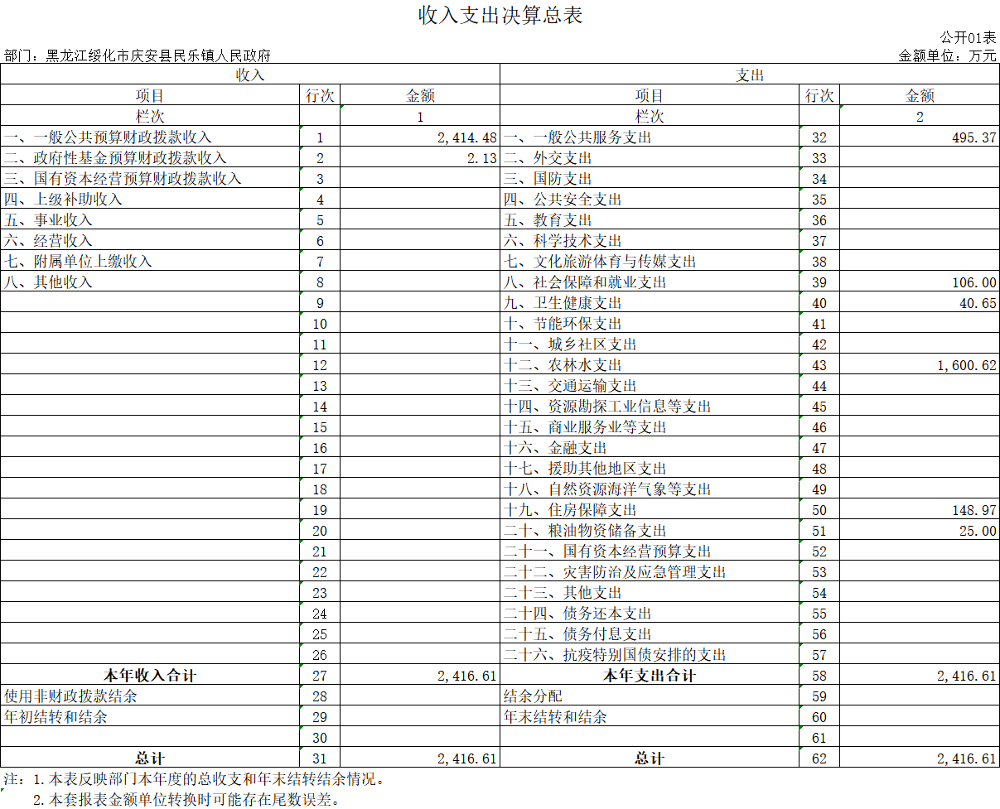 收入支出决算总表
公开01表
部门：黑龙江绥化市庆安县民乐镇人民政府 金额单位：万元
收入 支出
项目 行次 金额 项目 行次 金额
栏次 1 栏次 2
一、一般公共预算财政拨款收入 1 2,414.48 一、一般公共服务支出 32 495.37
二、政府性基金预算财政拨款收入 2 2.13 二、外交支出 33
三、国有资本经营预算财政拨款收入 3 三、国防支出 34
四、上级补助收入 4 四、公共安全支出 35
五、事业收入 5 五、教育支出 36
六、经营收入 6 六、科学技术支出 37
七、附属单位上缴收入 7 七、文化旅游体育与传媒支出 38
八、其他收入 8 八、社会保障和就业支出 39 106.00
9 九、卫生健康支出 40 40.65
10 十、节能环保支出 41
11 十一、城乡社区支出 42
12 十二、农林水支出 43 1,600.62
13 十三、交通运输支出 44
14 十四、资源勘探工业信息等支出 45
15 十五、商业服务业等支出 46
16 十六、金融支出 47
17 十七、援助其他地区支出 48
18 十八、自然资源海洋气象等支出 49
19 十九、住房保障支出 50 148.97
20 二十、粮油物资储备支出 51 25.00
21 二十一、国有资本经营预算支出 52
22 二十二、灾害防治及应急管理支出 53
23 二十三、其他支出 54
24 二十四、债务还本支出 55
25 二十五、债务付息支出 56
26 二十六、抗疫特别国债安排的支出 57
本年收入合计 27 2,416.61 本年支出合计 58 2,416.61
使用非财政拨款结余 28 结余分配 59
年初结转和结余 29 年末结转和结余 60
30 61
总计 31 2,416.61 总计 62 2,416.61
注：1.本表反映部门本年度的总收支和年末结转结余情况。
2.本套报表金额单位转换时可能存在尾数误差。